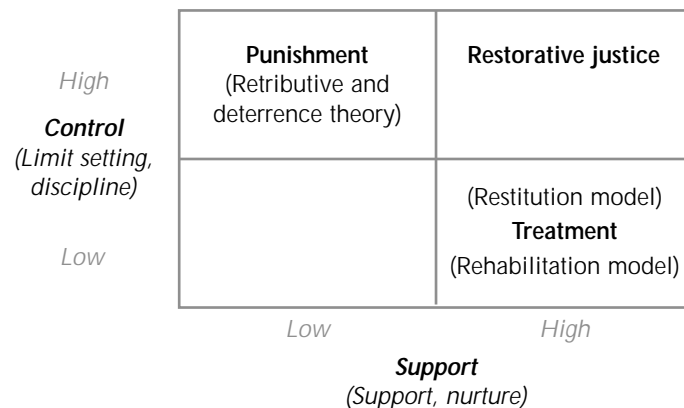 Punishment
(Retributive and
deterrence theory)
Restorative justice
High
Control
(Limit setting,
discipline)
Low
(Restitution model)
Treatment
(Rehabilitation model)
Low
High
Support
(Support, nurture)